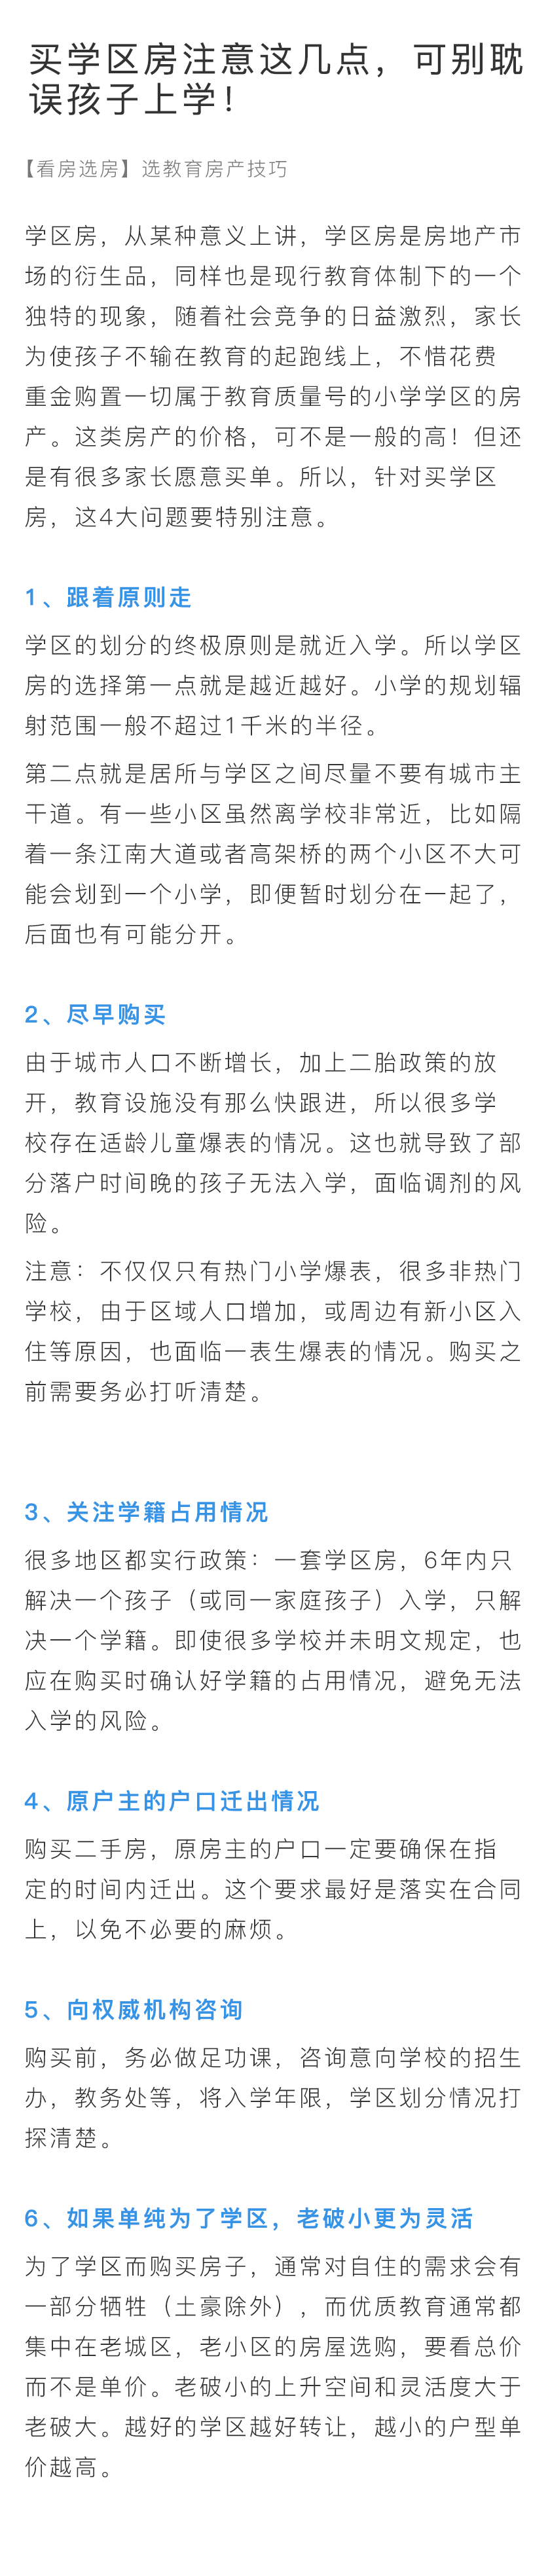 买学区房注意这几点，可别耽
误孩子上学！
【看房选房】选教育房产技巧
学区房，从某种意义上讲，学区房是房地产市
场的衍生品，同样也是现行教育体制下的一个
独特的现象，随着社会竞争的日益激烈，家长
为使孩子不输在教育的起跑线上，不惜花费
重金购置一切属于教育质量号的小学学区的房
产。这类房产的价格，可不是一般的高！但还
是有很多家长愿意买单。所以，针对买学区
房，这4大问题要特别注意。
1、跟着原则走
学区的划分的终极原则是就近入学。所以学区
房的选择第一点就是越近越好。小学的规划辐
射范围一般不超过1千米的半径。
第二点就是居所与学区之间尽量不要有城市主
干道。有一些小区虽然离学校非常近，比如隔
着一条江南大道或者高架桥的两个小区不大可
能会划到一个小学，即便暂时划分在一起了，
后面也有可能分开。
2、尽早购买
由于城市人口不断增长，加上二胎政策的放
开，教育设施没有那么快跟进，所以很多学
校存在适龄儿童爆表的情况。这也就导致了部
分落户时间晚的孩子无法入学，面临调剂的风
险。
注意：不仅仅只有热门小学爆表，很多非热门
学校，由于区域人口增加，或周边有新小区入
住等原因，也面临一表生爆表的情况。购买之
前需要务必打听清楚。
3、关注学籍占用情况
很多地区都实行政策：一套学区房，6年内只
解决一个孩子（或同一家庭孩子）入学，只解
决一个学籍。即使很多学校并未明文规定，也
应在购买时确认好学籍的占用情况，避免无法
入学的风险。
4、原户主的户口迁出情况
购买二手房，原房主的户口一定要确保在指
定的时间内迁出。这个要求最好是落实在合同
上，以免不必要的麻烦。
5、向权威机构咨询
购买前，务必做足功课，咨询意向学校的招生
办，教务处等，将入学年限，学区划分情况打
探清楚。
6、如果单纯为了学区，老破小更为灵活
为了学区而购买房子，通常对自住的需求会有
一部分牺牲（土豪除外），而优质教育通常都
集中在老城区，老小区的房屋选购，要看总价
而不是单价。老破小的上升空间和灵活度大于
老破大。越好的学区越好转让，越小的户型单
价越高。